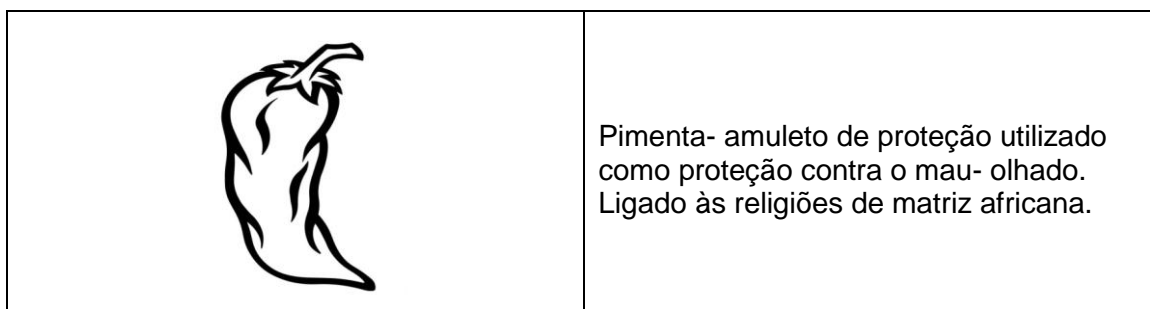 Pimenta- amuleto de proteção utilizado
como proteção contra o mau- olhado.
Ligado às religiões de matriz africana.